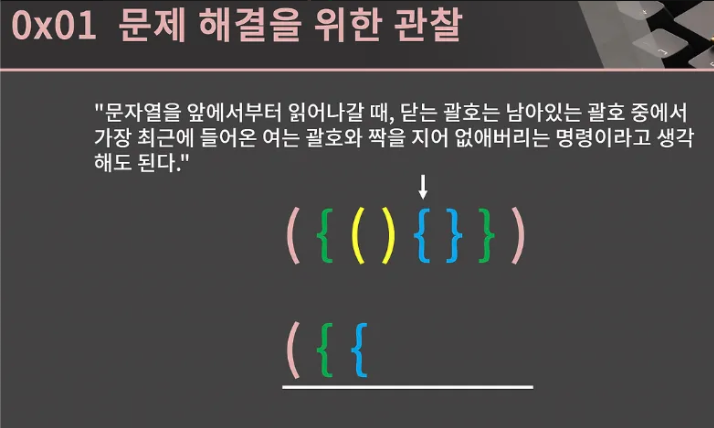 0x01 문제 해결을 위한 관찰
"문자열을 앞에서부터 읽어나갈 때, 닫는 괄호는 남아있는 괄호 중에서
가장 최근에 들어온 여는 괄호와 짝을 지어 없애버리는 명령이라고 생각
해도 된다."
( { ( ) { } } )
( { {